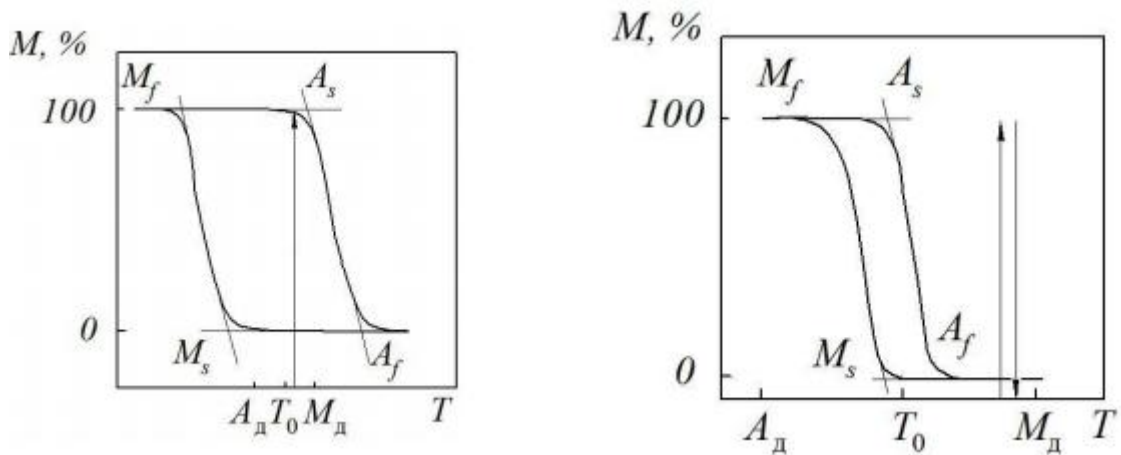 M, %
M_f
A_s
100
0
M_s
A_f
A_д T_0 M_д T
M, %
M_f
A_s
100
M_s
A_f
0
A_д T_0 M_д T